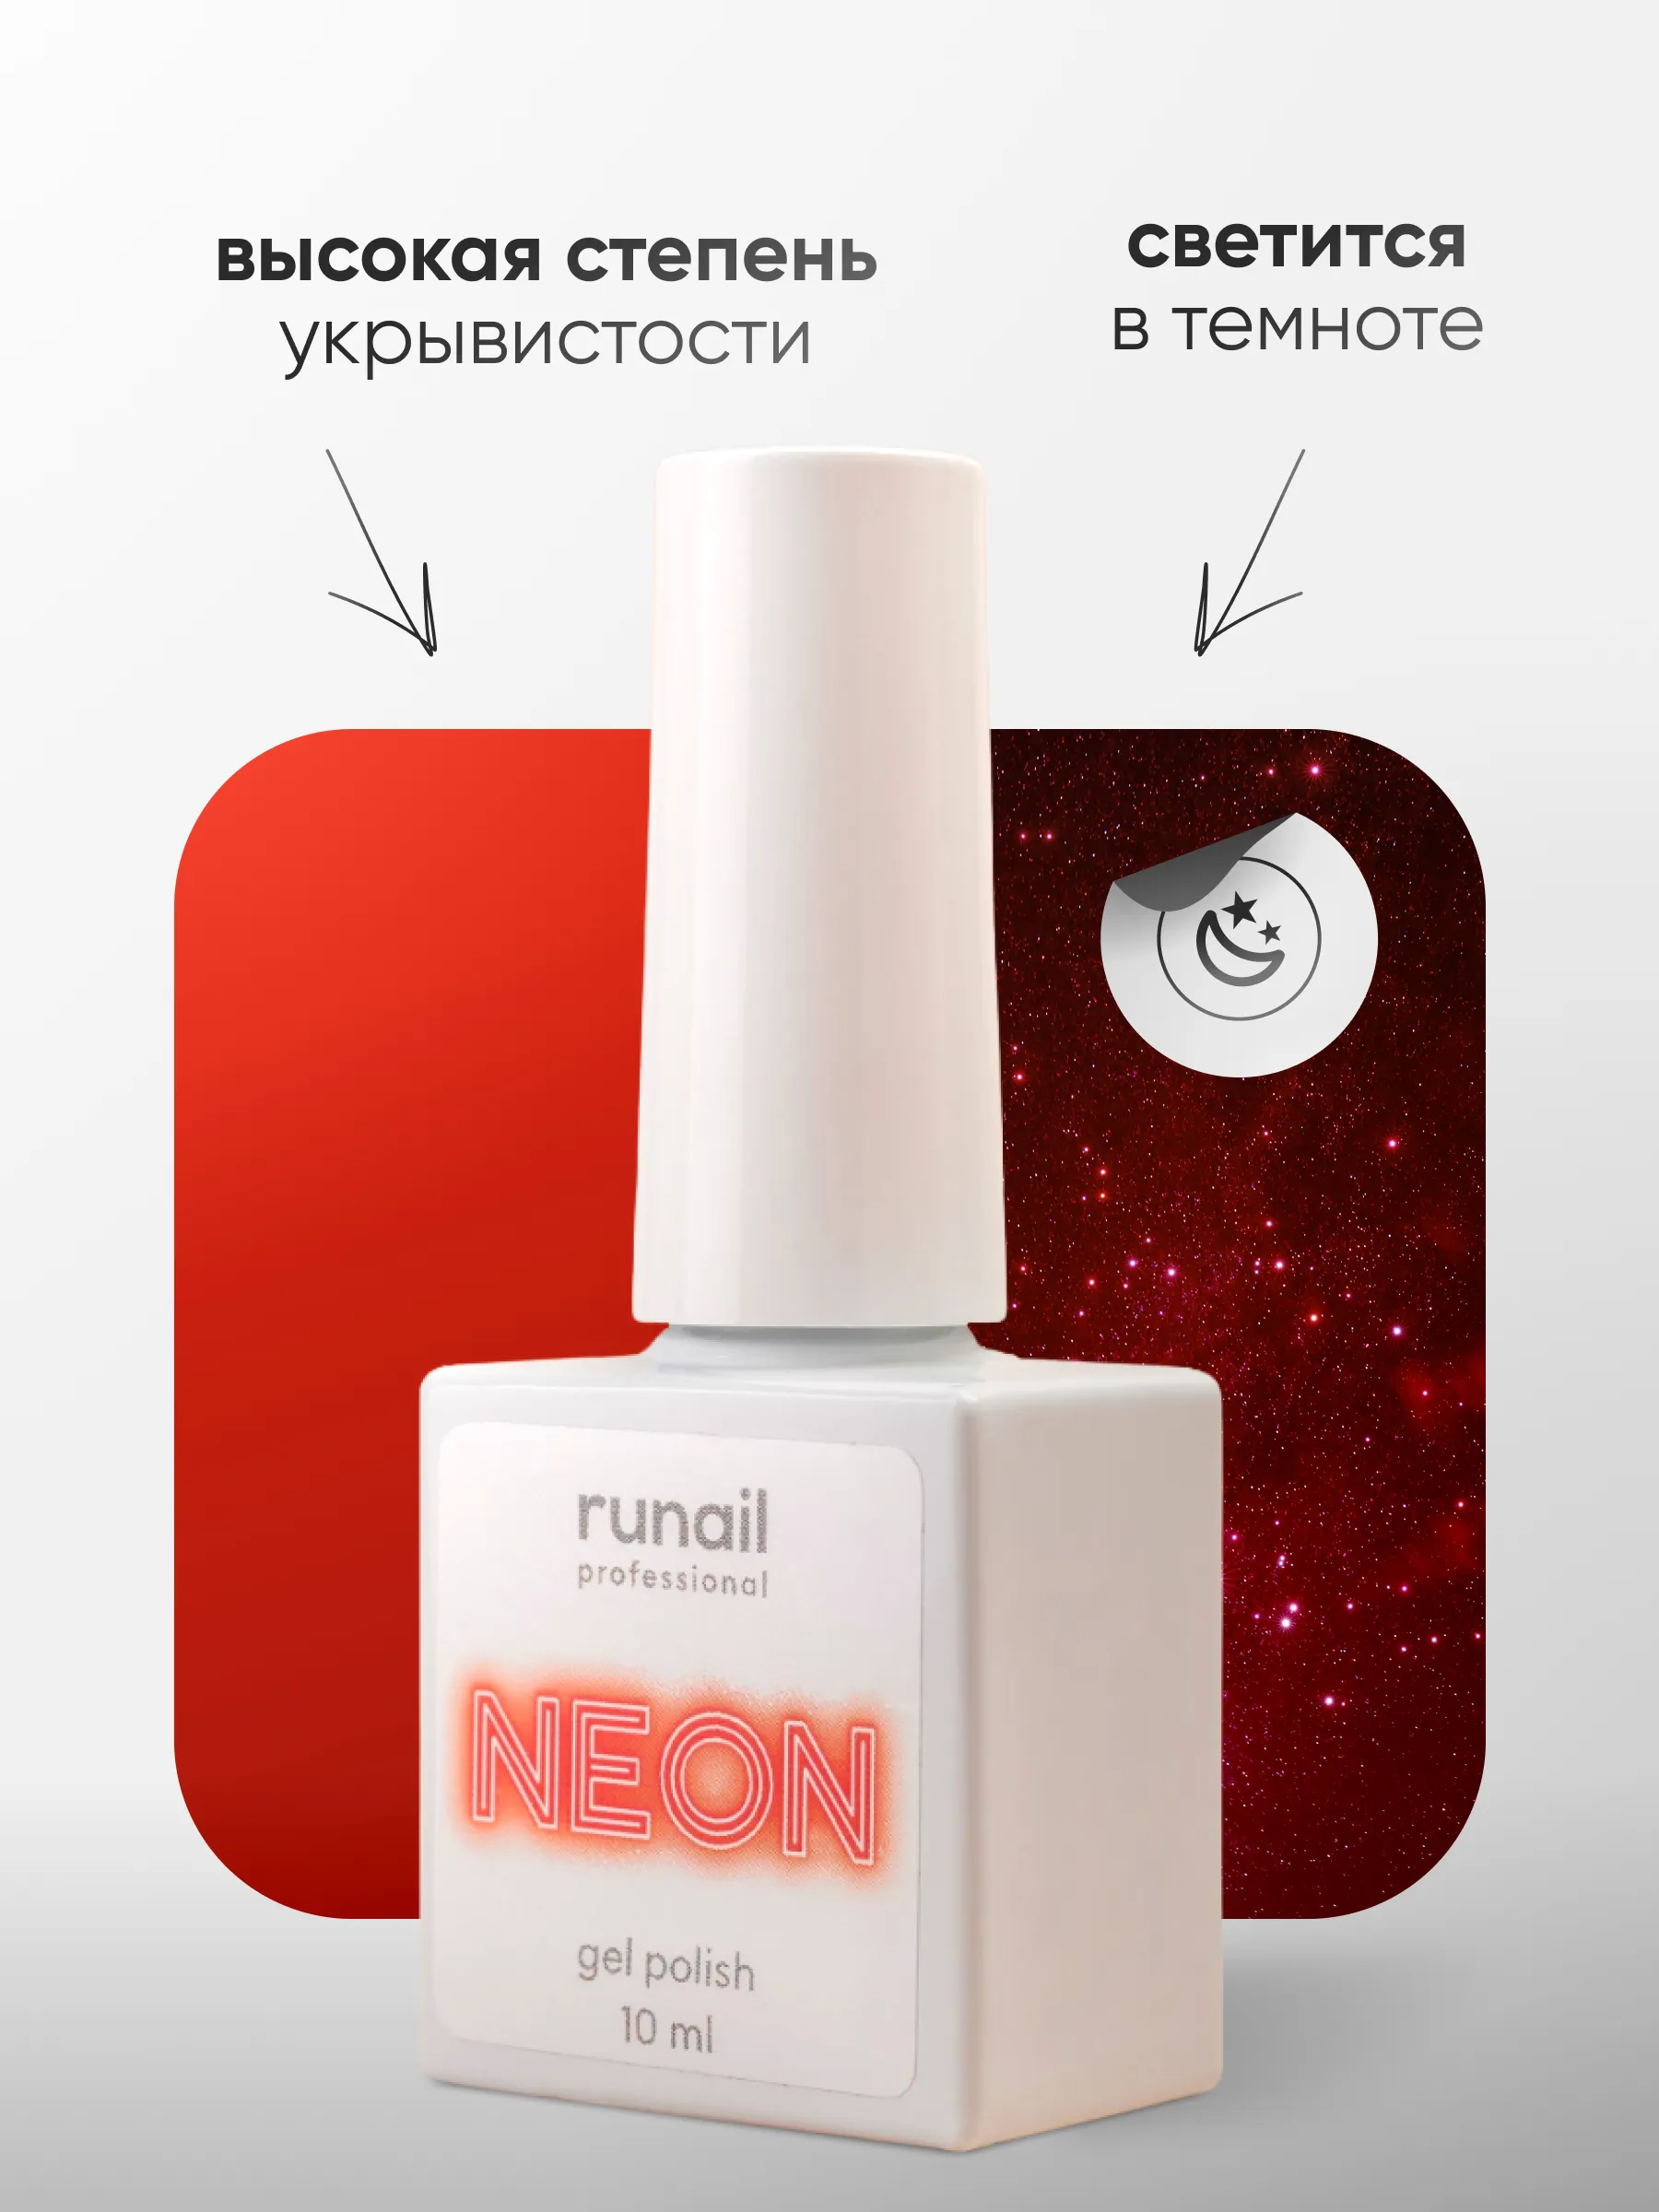 высокая степень
укрывистости
светится
в темноте
runail
professional
NEON
gel polish
10 ml